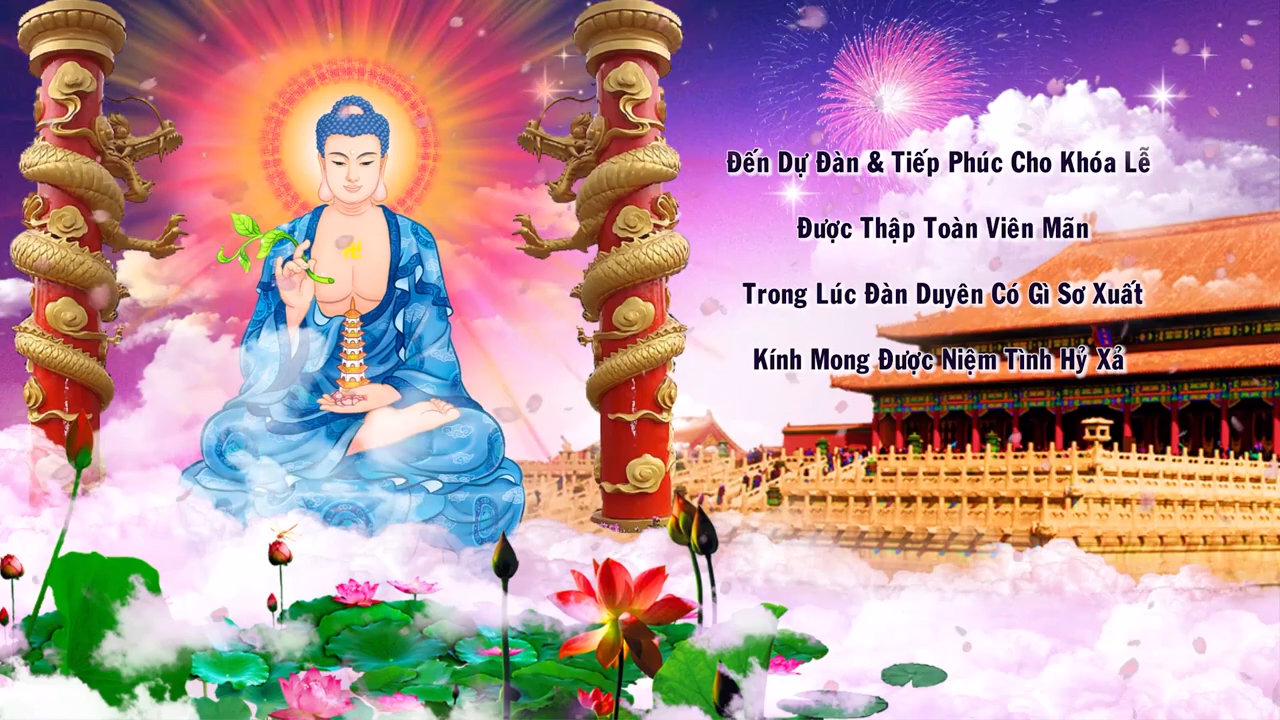 Đến Dự Đàn & Tiếp Phúc Cho Khóa Lễ
Được Thập Toàn Viên Mãn
Trong Lúc Đàn Duyên Có Gì Sơ Xuất
Kính Mong Được Niệm Tình Hỷ Xả